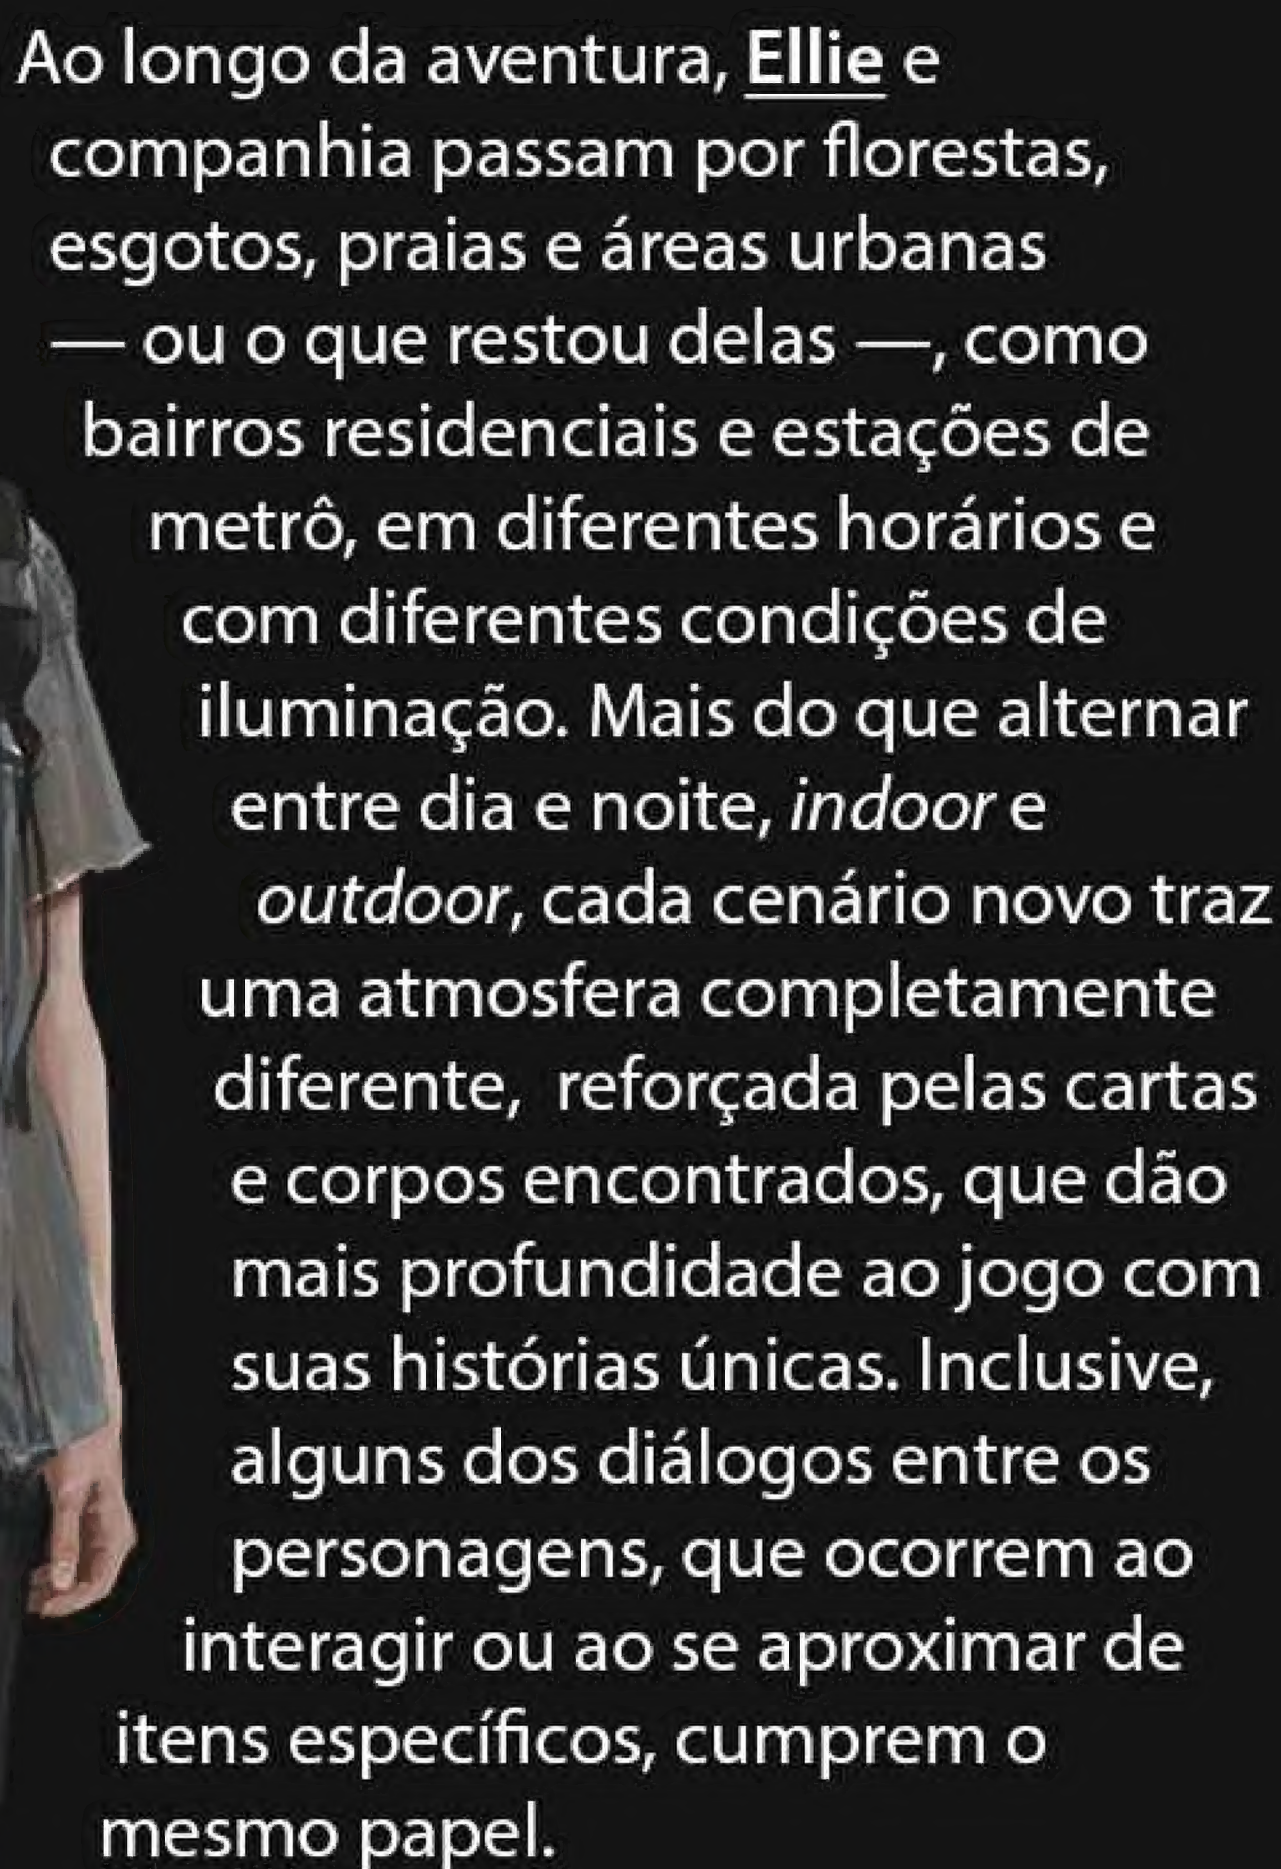 Ao longo da aventura, Ellie e
companhia passam por florestas,
esgotos, praias e áreas urbanas
— ou o que restou delas —, como
bairros residenciais e estações de
metrô, em diferentes horários e
com diferentes condições de
iluminação. Mais do que alternar
entre dia e noite, indoor e
outdoor, cada cenário novo traz
uma atmosfera completamente
diferente, reforçada pelas cartas
e corpos encontrados, que dão
mais profundidade ao jogo com
suas histórias únicas. Inclusive,
alguns dos diálogos entre os
personagens, que ocorrem ao
interagir ou ao se aproximar de
itens específicos, cumprem o
mesmo papel.